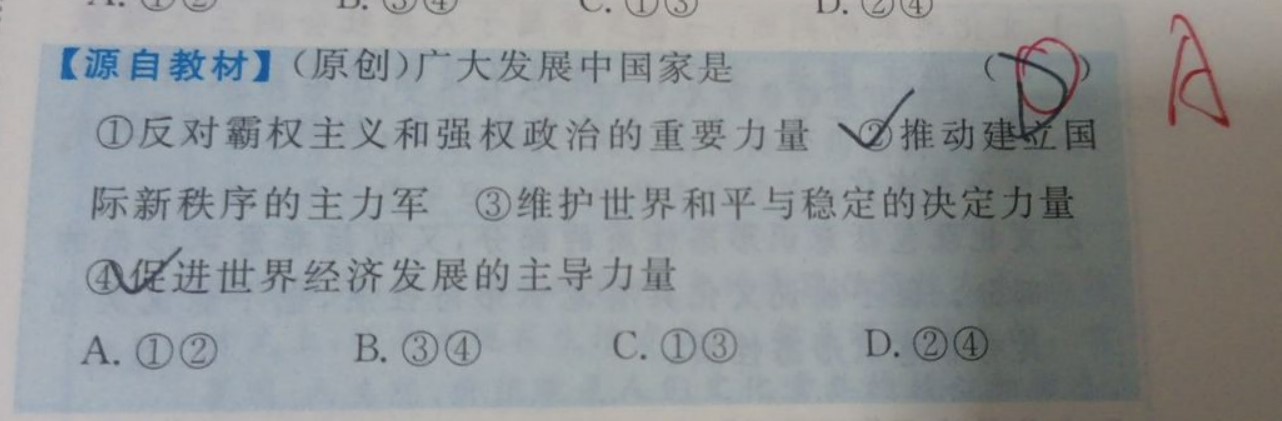 A. ①② B. ③④ C. ①③ D. ②④
【源自教材】(原创)广大发展中国家是 (D) A
①反对霸权主义和强权政治的重要力量 ②推动建立国
际新秩序的主力军 ③维护世界和平与稳定的决定力量
④促进世界经济发展的主导力量
A. ①② B. ③④ C. ①③ D. ②④